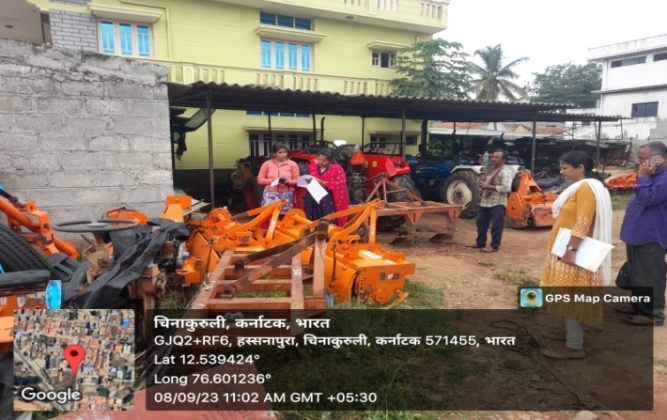 GPS Map Camera
चिनाकुरुली, कर्नाटक, भारत
GJQ2+RF6, हस्सनापुरा, चिनाकुरुली, कर्नाटक 571455, भारत
Lat 12.539424°
Long 76.601236°
08/09/23 11:02 AM GMT +05:30
Google